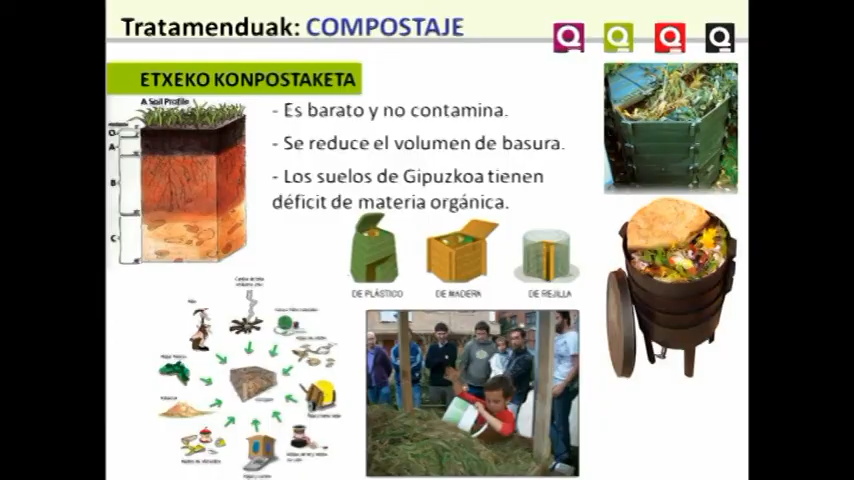 Tratamenduak: COMPOSTAJE
ETXEKO KONPOSTAKETA
A Soil Profile
- Es barato y no contamina.
- Se reduce el volumen de basura.
- Los suelos de Gipuzkoa tienen
déficit de materia orgánica.
O
A
B
C
DE PLÁSTICO
DE MADERA
DE REJILLA